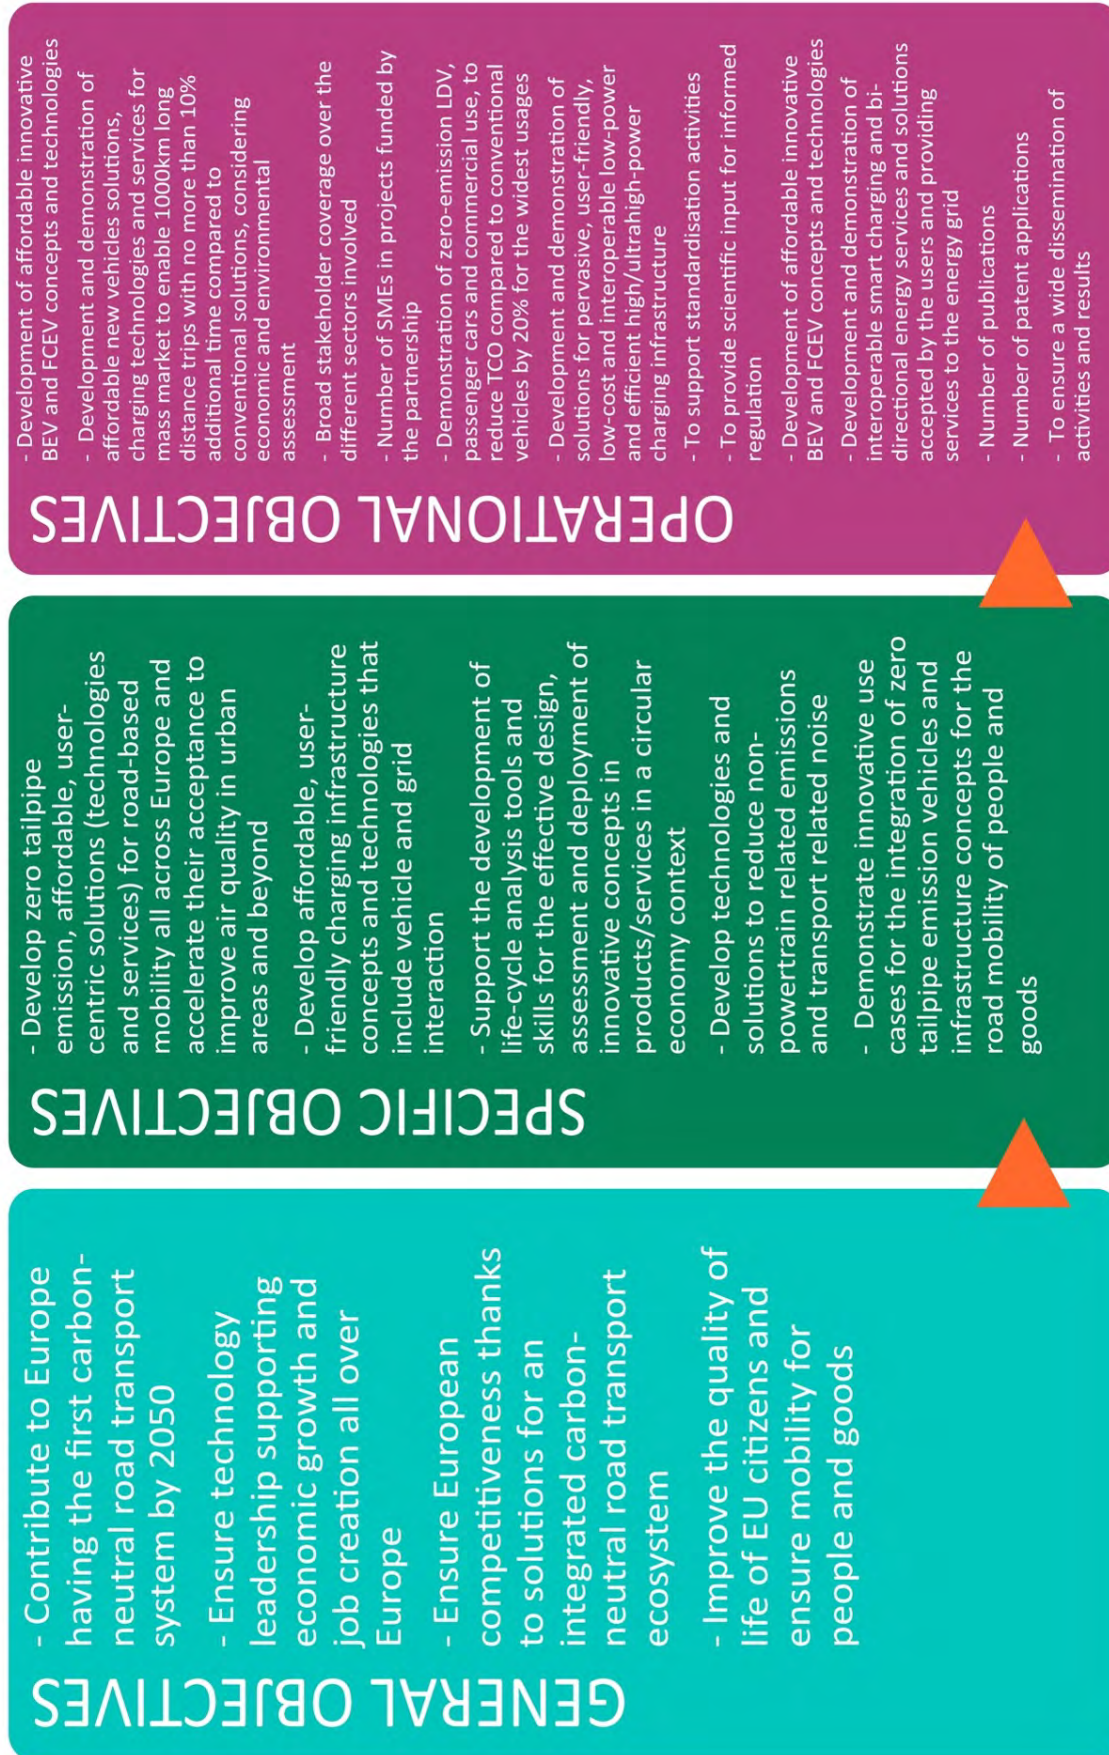 GENERAL OBJECTIVES
- Contribute to Europe
having the first carbon-
neutral road transport
system by 2050
- Ensure technology
leadership supporting
economic growth and
job creation all over
Europe
- Ensure European
competitiveness thanks
to solutions for an
integrated carbon-
neutral road transport
ecosystem
- Improve the quality of
life of EU citizens and
ensure mobility for
people and goods
SPECIFIC OBJECTIVES
- Develop zero tailpipe
emission, affordable, user-
centric solutions (technologies
and services) for road-based
mobility all across Europe and
accelerate their acceptance to
improve air quality in urban
areas and beyond
- Develop affordable, user-
friendly charging infrastructure
concepts and technologies that
include vehicle and grid
interaction
- Support the development of
life-cycle analysis tools and
skills for the effective design,
assessment and deployment of
innovative concepts in
products/services in a circular
economy context
- Develop technologies and
solutions to reduce non-
powertrain related emissions
and transport related noise
- Demonstrate innovative use
cases for the integration of zero
tailpipe emission vehicles and
infrastructure concepts for the
road mobility of people and
goods
OPERATIONAL OBJECTIVES
- Development of affordable innovative
BEV and FCEV concepts and technologies
- Development and demonstration of
affordable new vehicles solutions,
charging technologies and services for
mass market to enable 1000km long
distance trips with no more than 10%
additional time compared to
conventional solutions, considering
economic and environmental
assessment
- Broad stakeholder coverage over the
different sectors involved
- Number of SMEs in projects funded by
the partnership
- Demonstration of zero-emission LDV,
passenger cars and commercial use, to
reduce TCO compared to conventional
vehicles by 20% for the widest usages
- Development and demonstration of
solutions for pervasive, user-friendly,
low-cost and interoperable low-power
and efficient high/ultrahigh-power
charging infrastructure
- To support standardisation activities
- To provide scientific input for informed
regulation
- Development of affordable innovative
BEV and FCEV concepts and technologies
- Development and demonstration of
interoperable smart charging and bi-
directional energy services and solutions
accepted by the users and providing
services to the energy grid
- Number of publications
- Number of patent applications
- To ensure a wide dissemination of
activities and results